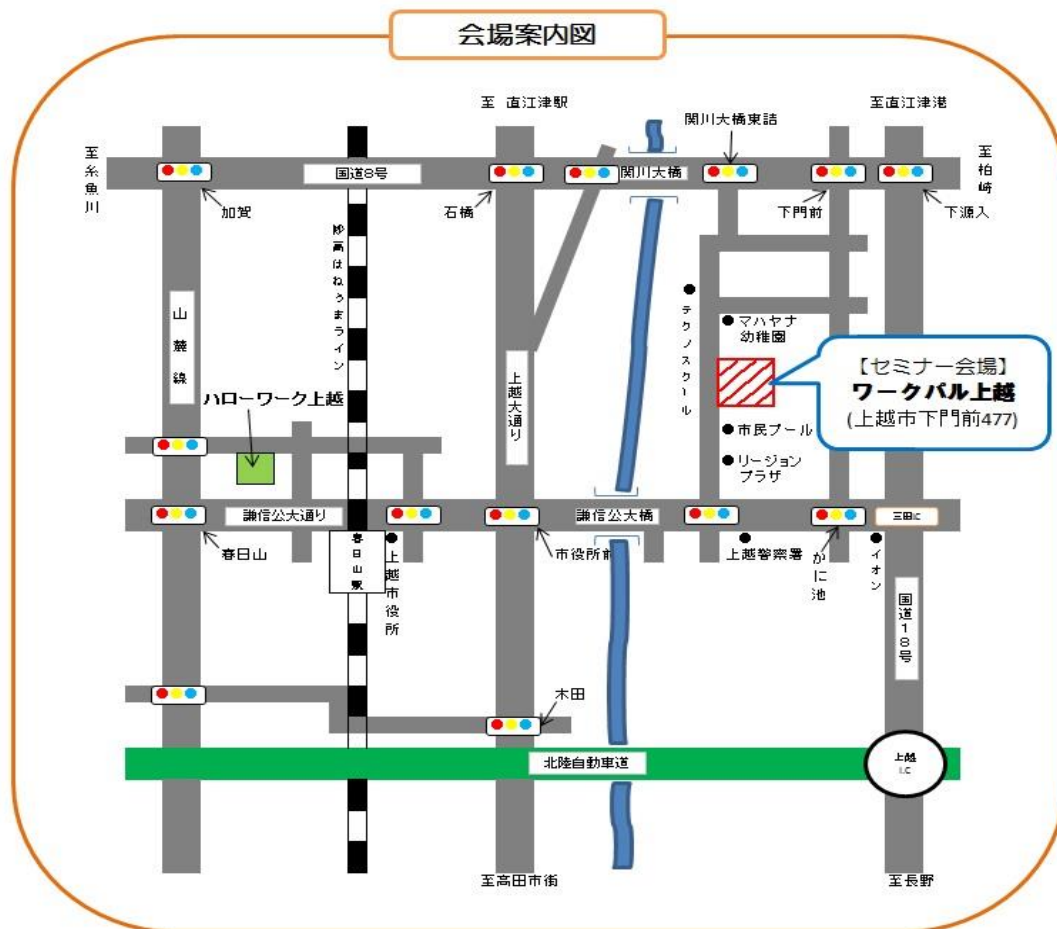 会場案内図
至 直江津駅
至直江津港
関川大橋東詰
至糸魚川
国道8号
関川大橋
至柏崎
加賀
石橋
下門前
下源入
妙高はねうまライン
山麓線
上越大通り
テクノスクール
マハヤナ
幼稚園
【セミナー会場】
ワークパル上越
(上越市下門前477)
ハローワーク上越
市民プール
リージョン
プラザ
謙信公大通り
謙信公大橋
三田IC
春日山
春日山駅
上越市役所
市役所前
上越警察署
かに池
イオン
国道18号
木田
北陸自動車道
上越
I.C
至高田市街
至長野